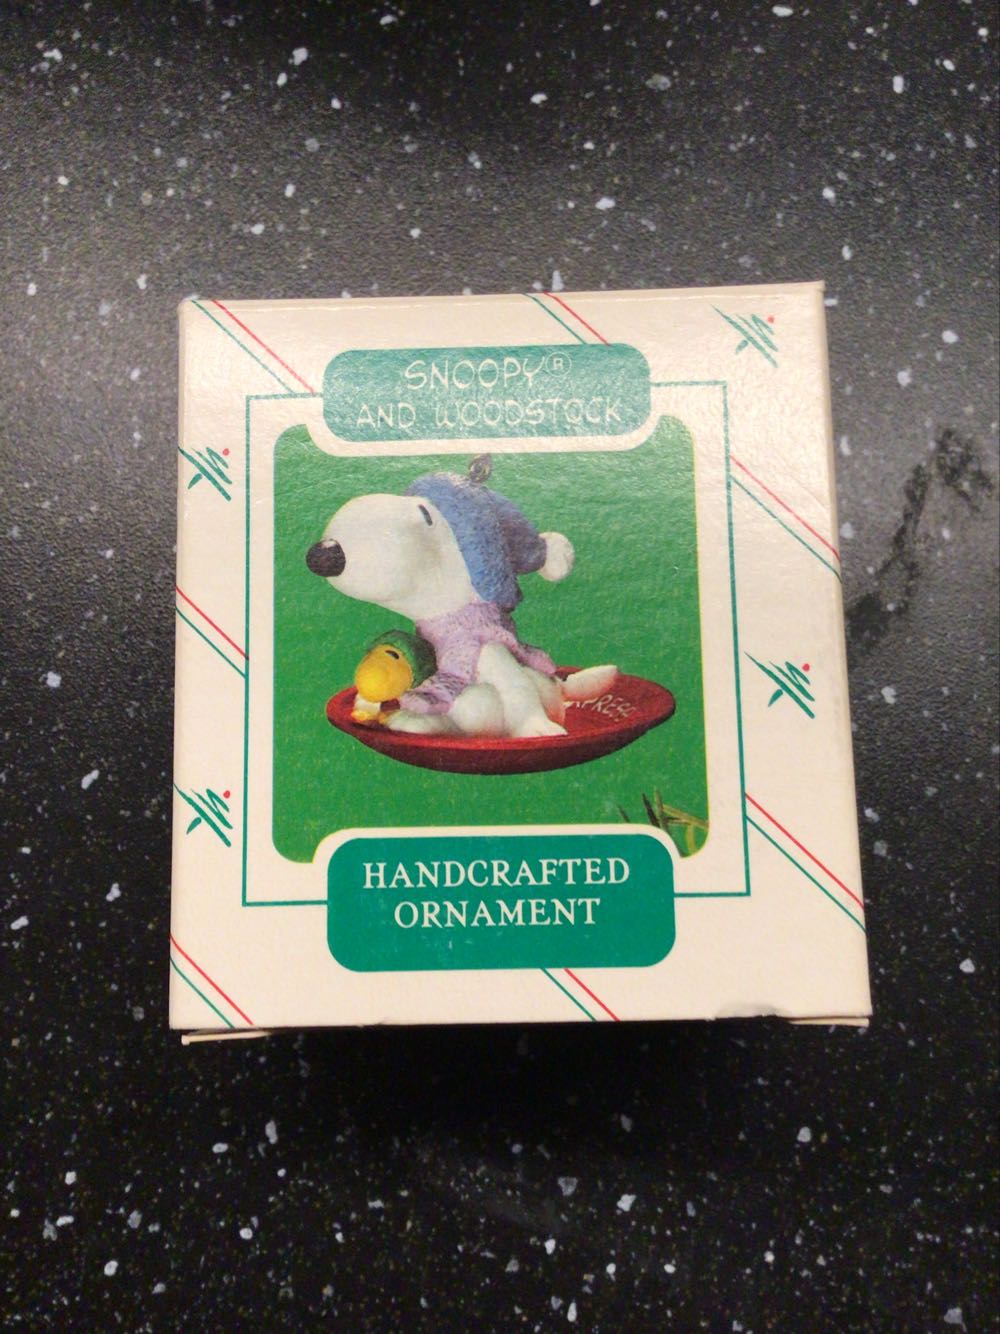 SNOOPY®
AND WOODSTOCK
HANDCRAFTED
ORNAMENT